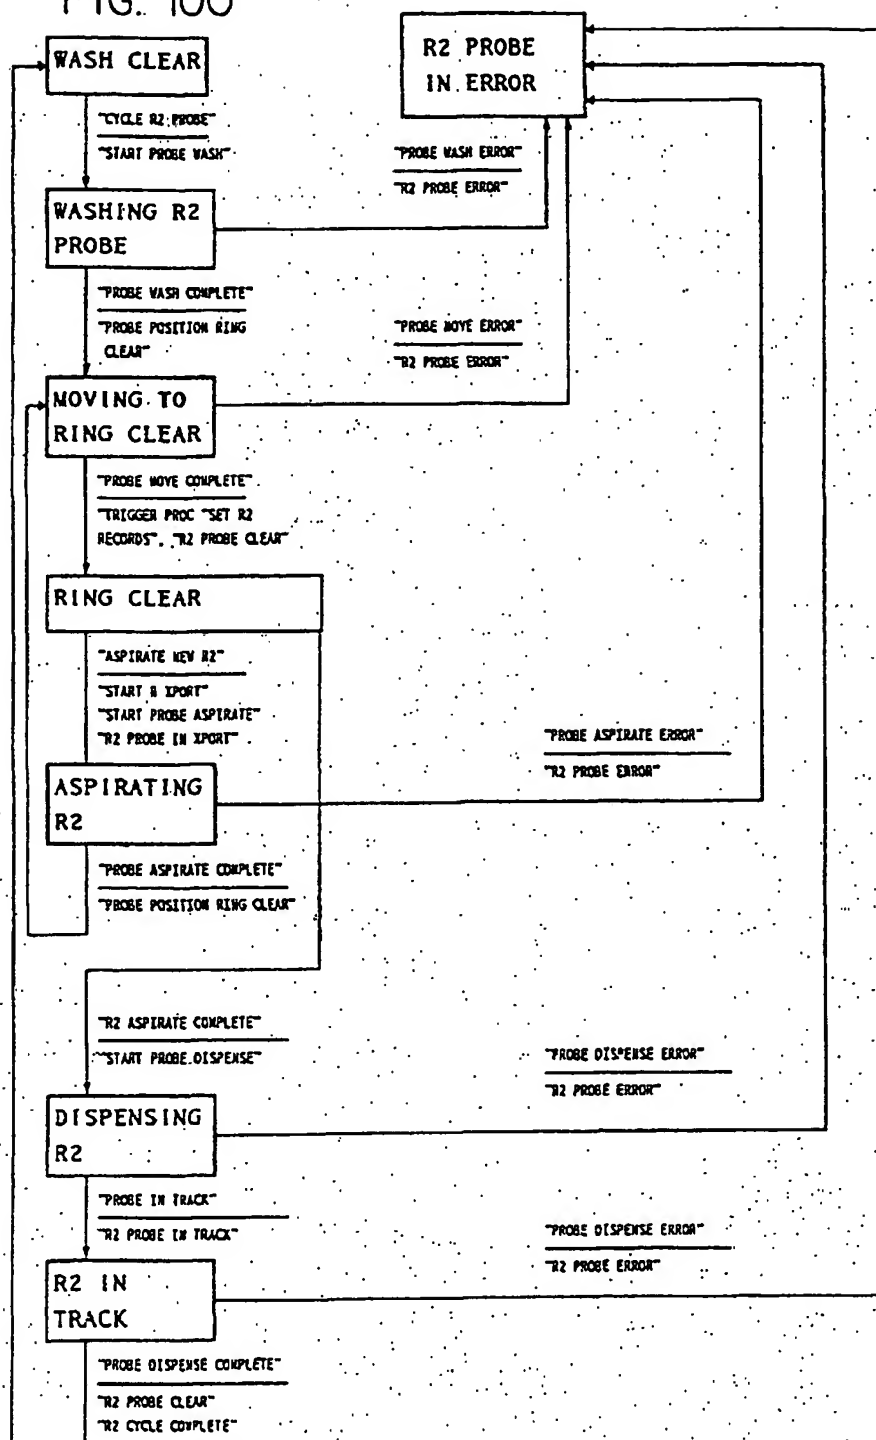 FIG. 100
WASH CLEAR
"CYCLE R2 PROBE"
"START PROBE WASH"
R2 PROBE
IN ERROR
"PROBE WASH ERROR"
"R2 PROBE ERROR"
WASHING R2
PROBE
"PROBE WASH COMPLETE"
"PROBE POSITION RING
CLEAR"
"PROBE MOVE ERROR"
"R2 PROBE ERROR"
MOVING TO
RING CLEAR
"PROBE MOVE COMPLETE"
"TRIGGER PROC "SET R2
RECORDS", "R2 PROBE CLEAR"
RING CLEAR
"ASPIRATE NEW R2"
"START R XPORT"
"START PROBE ASPIRATE"
"R2 PROBE IN XPORT"
"PROBE ASPIRATE ERROR"
"R2 PROBE ERROR"
ASPIRATING
R2
"PROBE ASPIRATE COMPLETE"
"PROBE POSITION RING CLEAR"
"R2 ASPIRATE COMPLETE"
"START PROBE DISPENSE"
"PROBE DISPENSE ERROR"
"R2 PROBE ERROR"
DISPENSING
R2
"PROBE IN TRACK"
"R2 PROBE IN TRACK"
"PROBE DISPENSE ERROR"
"R2 PROBE ERROR"
R2 IN
TRACK
"PROBE DISPENSE COMPLETE"
"R2 PROBE CLEAR"
"R2 CYCLE COMPLETE"